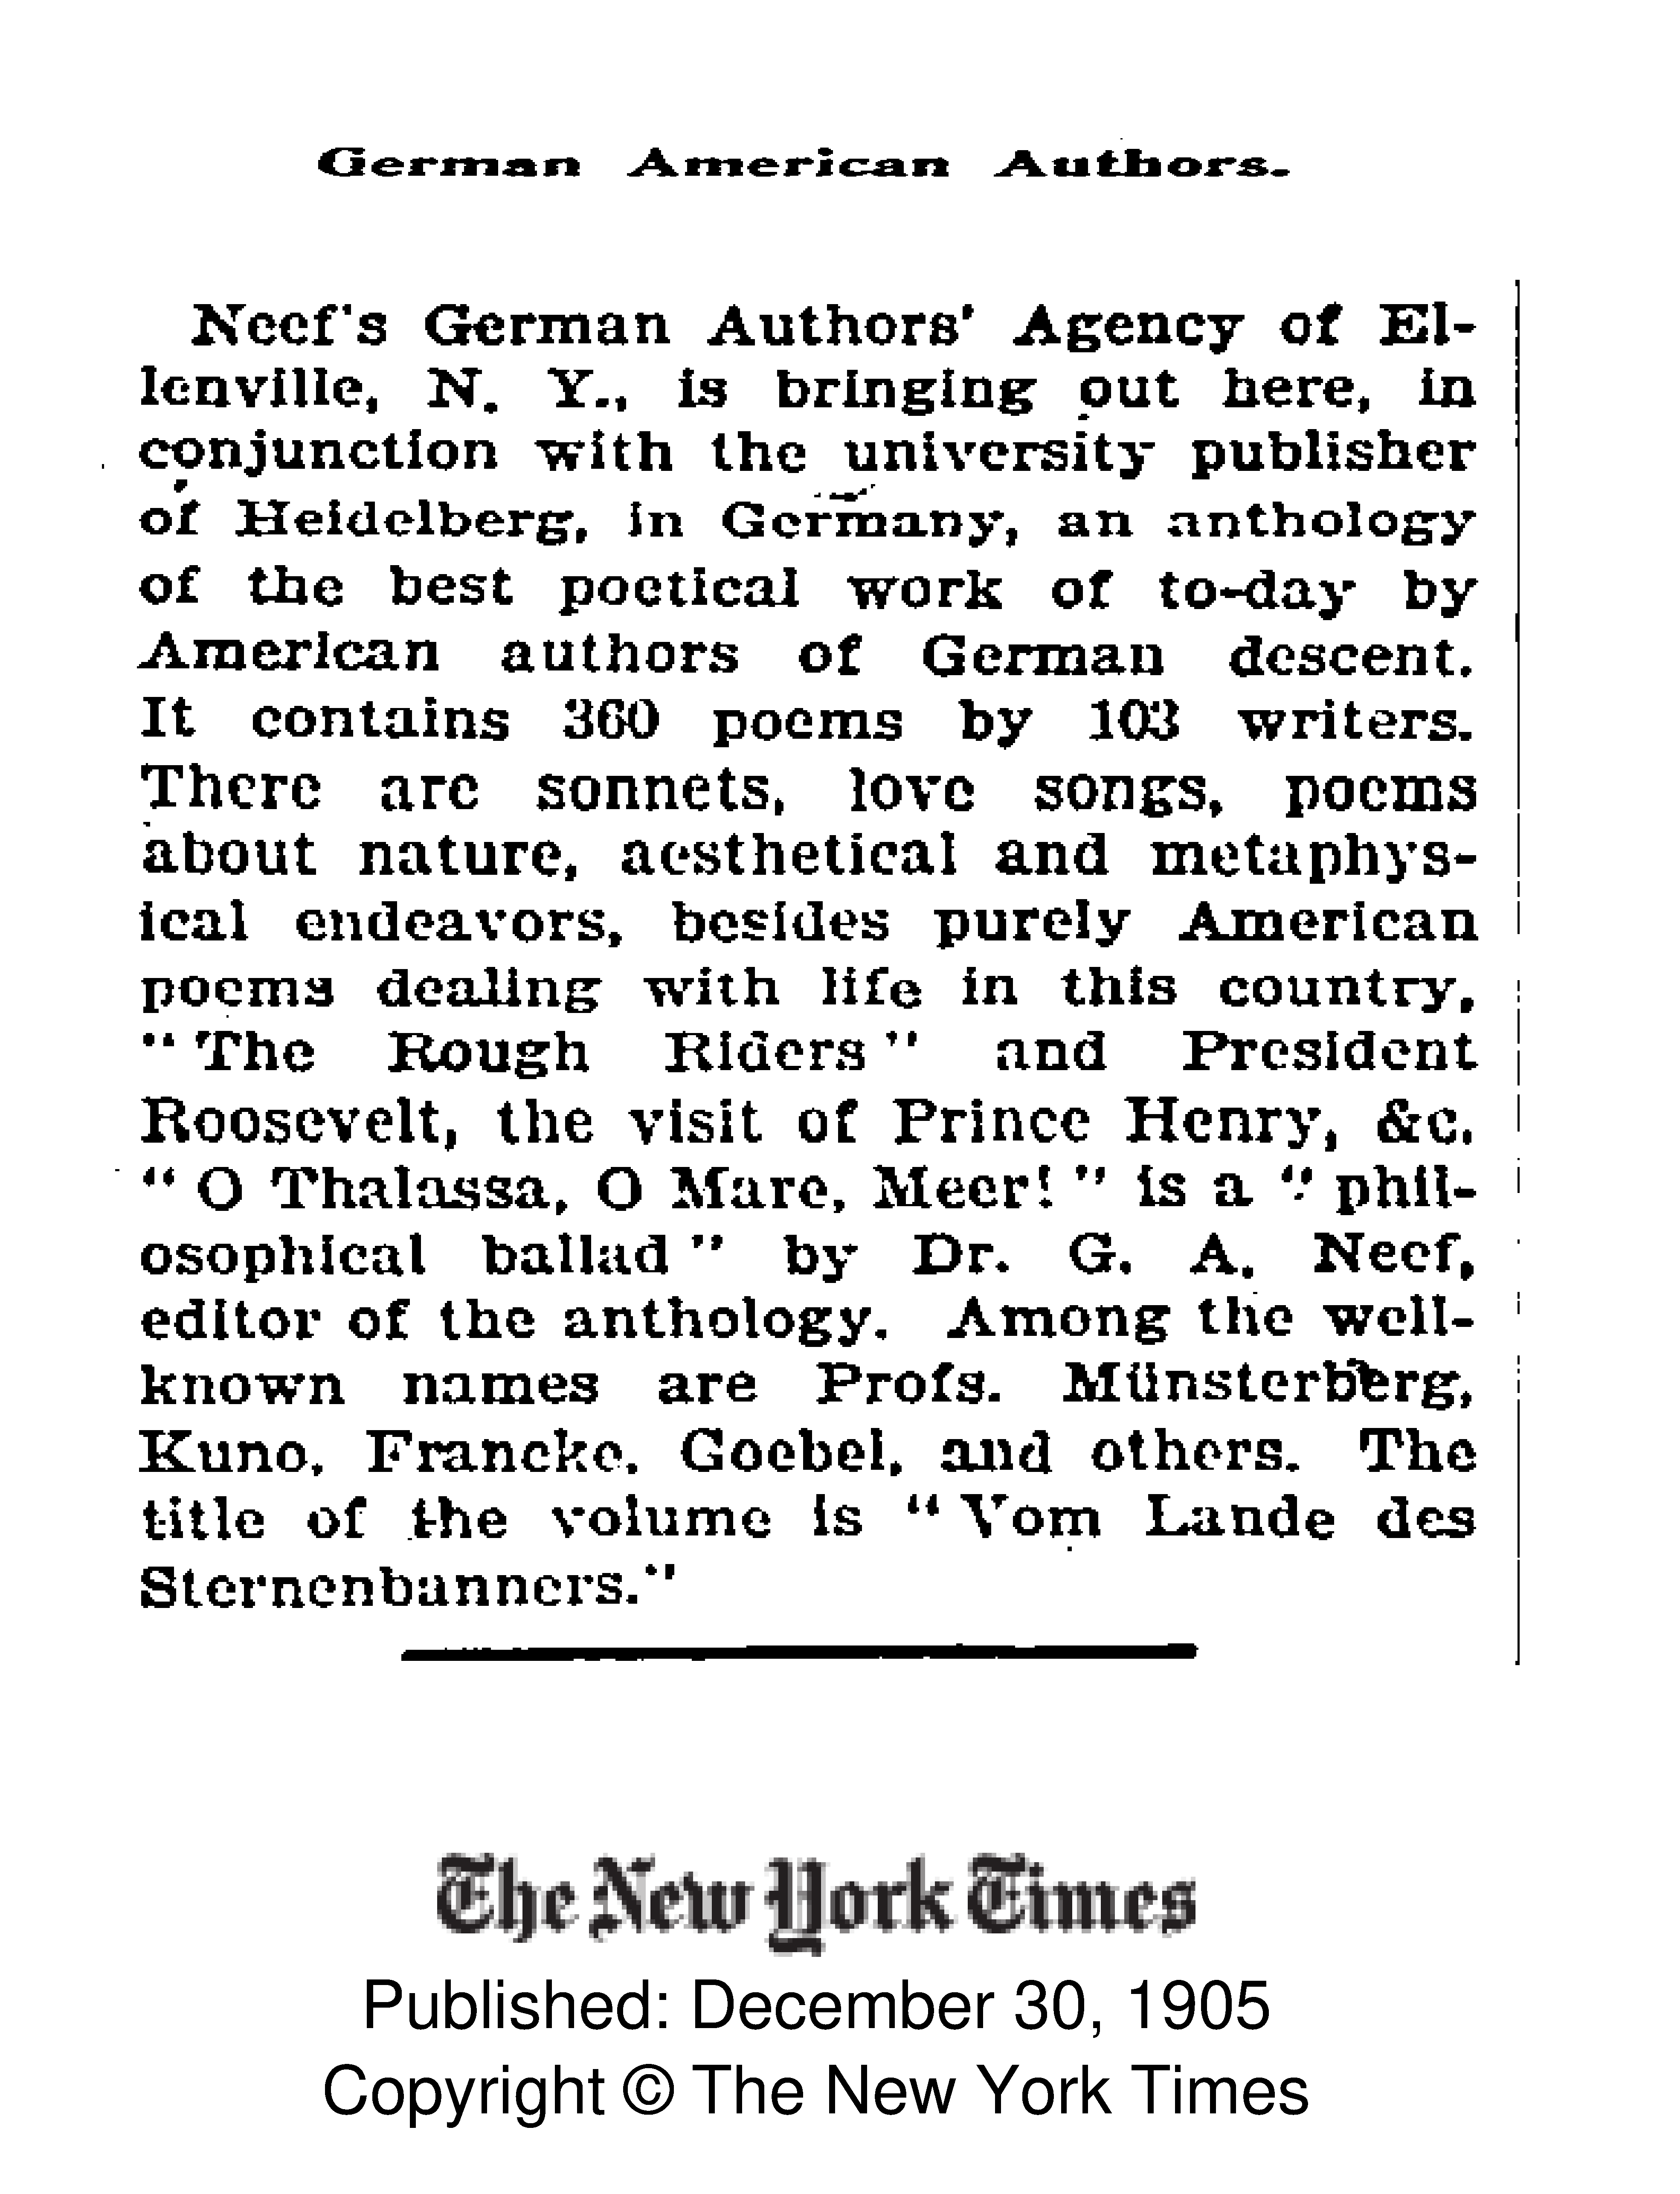 German American Authors.
Neef's German Authors' Agency of El-
lenville, N. Y., is bringing out here, in
conjunction with the university publisher
of Heidelberg, in Germany, an anthology
of the best poetical work of to-day by
American authors of German descent.
It contains 360 poems by 103 writers.
There are sonnets, love songs, poems
about nature, aesthetical and metaphys-
ical endeavors, besides purely American
poems dealing with life in this country,
" The Rough Riders " and President
Roosevelt, the visit of Prince Henry, &c.
" O Thalassa, O Mare, Meer! " is a " phil-
osophical ballad " by Dr. G. A. Neef,
editor of the anthology. Among the well-
known names are Profs. Münsterberg,
Kuno, Francke, Goebel, and others. The
title of the volume is " Vom Lande des
Sternenbanners."
The New York Times
Published: December 30, 1905
Copyright © The New York Times